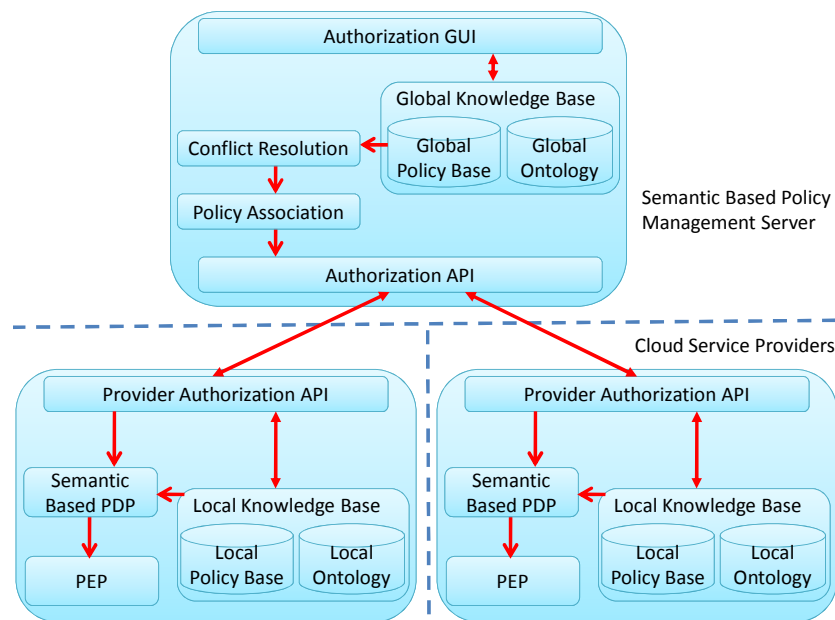 Authorization GUI
Global Knowledge Base
Global
Policy Base
Global
Ontology
Conflict Resolution
Policy Association
Authorization API
Semantic Based Policy
Management Server
Cloud Service Providers
Provider Authorization API
Semantic
Based PDP
Local Knowledge Base
Local
Policy Base
Local
Ontology
PEP
Provider Authorization API
Semantic
Based PDP
Local Knowledge Base
Local
Policy Base
Local
Ontology
PEP